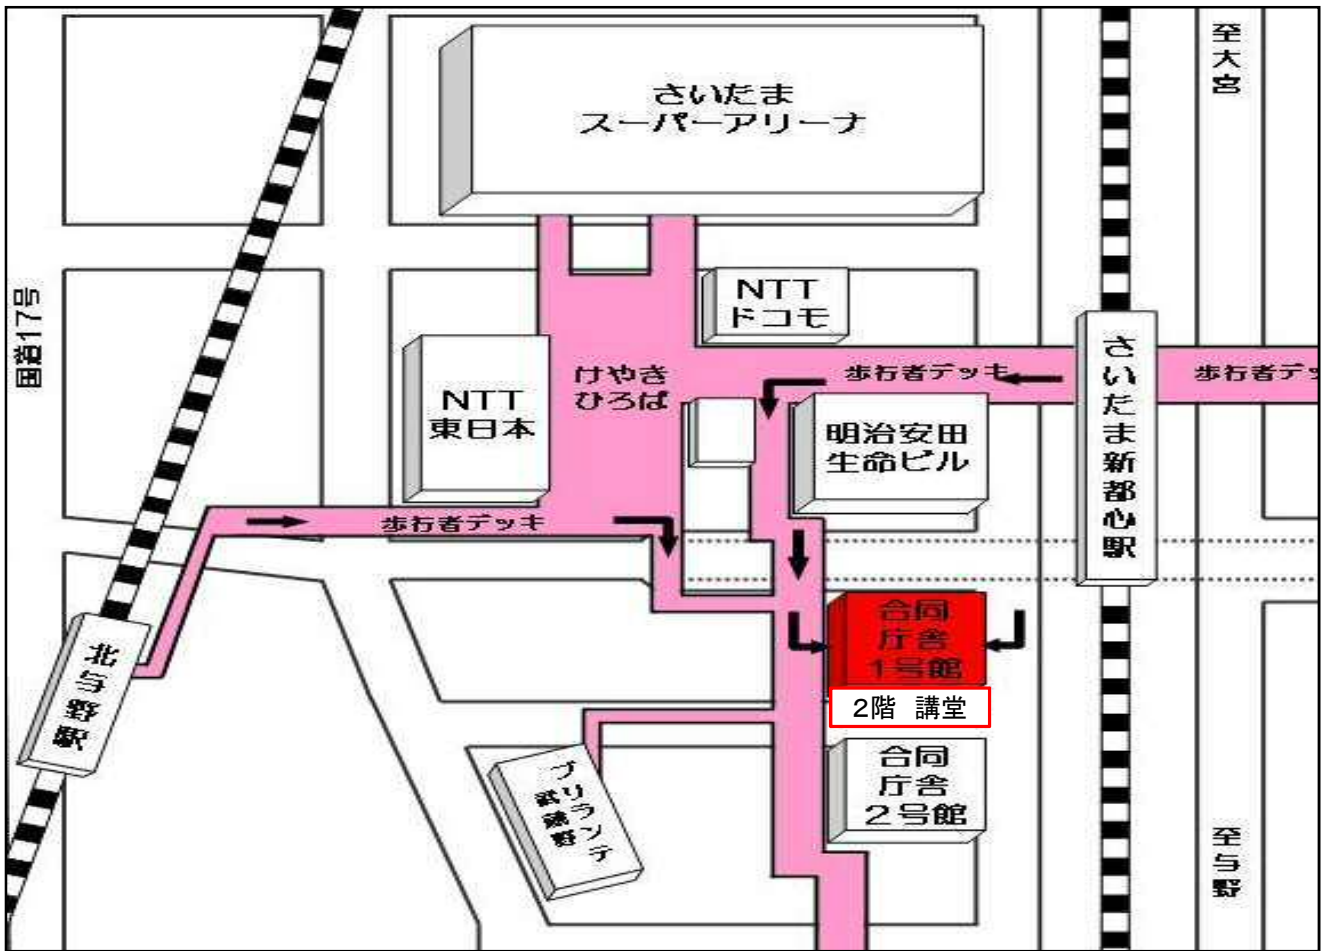 至大宮
さいたま
スーパーアリーナ
国道17号
NTT
ドコモ
さいたま新都心駅
けやき
ひろば
歩行者デッキ
歩行者デッ
NTT
東日本
明治安田
生命ビル
歩行者デッキ
合同
庁舎
1号館
2階 講堂
北与野駅
合同
庁舎
2号館
ブリランテ
武蔵野
至与野